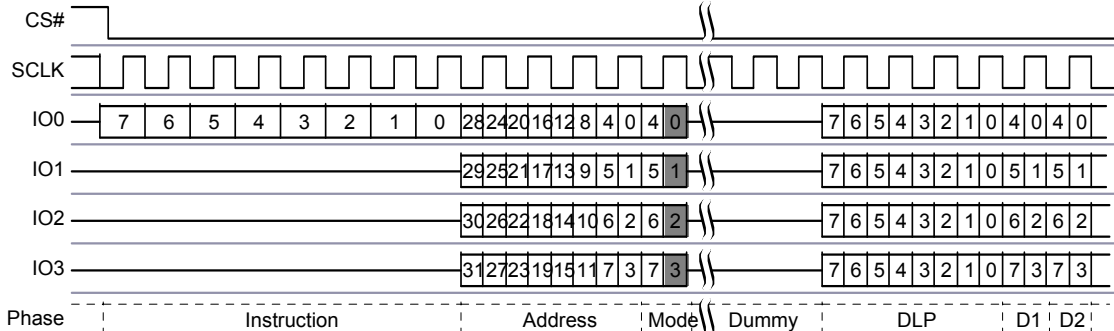 CS#
SCLK
IO0 7 6 5 4 3 2 1 0 28 24 20 16 12 8 4 0 4 0 7 6 5 4 3 2 1 0 4 0 4 0
IO1 29 25 21 17 13 9 5 1 5 1 7 6 5 4 3 2 1 0 5 1 5 1
IO2 30 26 22 18 14 10 6 2 6 2 7 6 5 4 3 2 1 0 6 2 6 2
IO3 31 27 23 19 15 11 7 3 7 3 7 6 5 4 3 2 1 0 7 3 7 3
Phase Instruction Address Mode Dummy DLP D1 D2